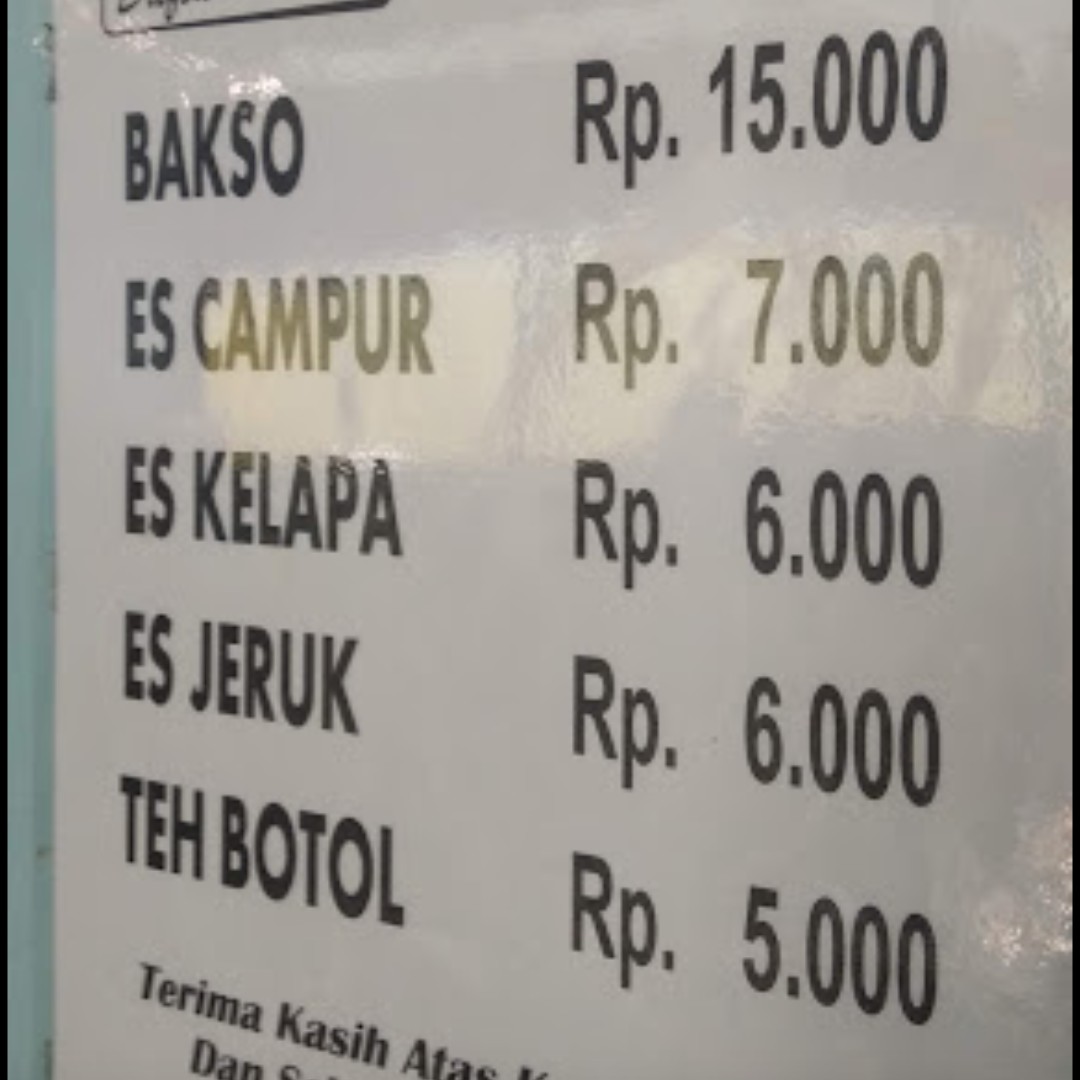 BAKSO Rp. 15.000
ES CAMPUR Rp. 7.000
ES KELAPA Rp. 6.000
ES JERUK Rp. 6.000
TEH BOTOL Rp. 5.000
Terima Kasih Atas
Dan